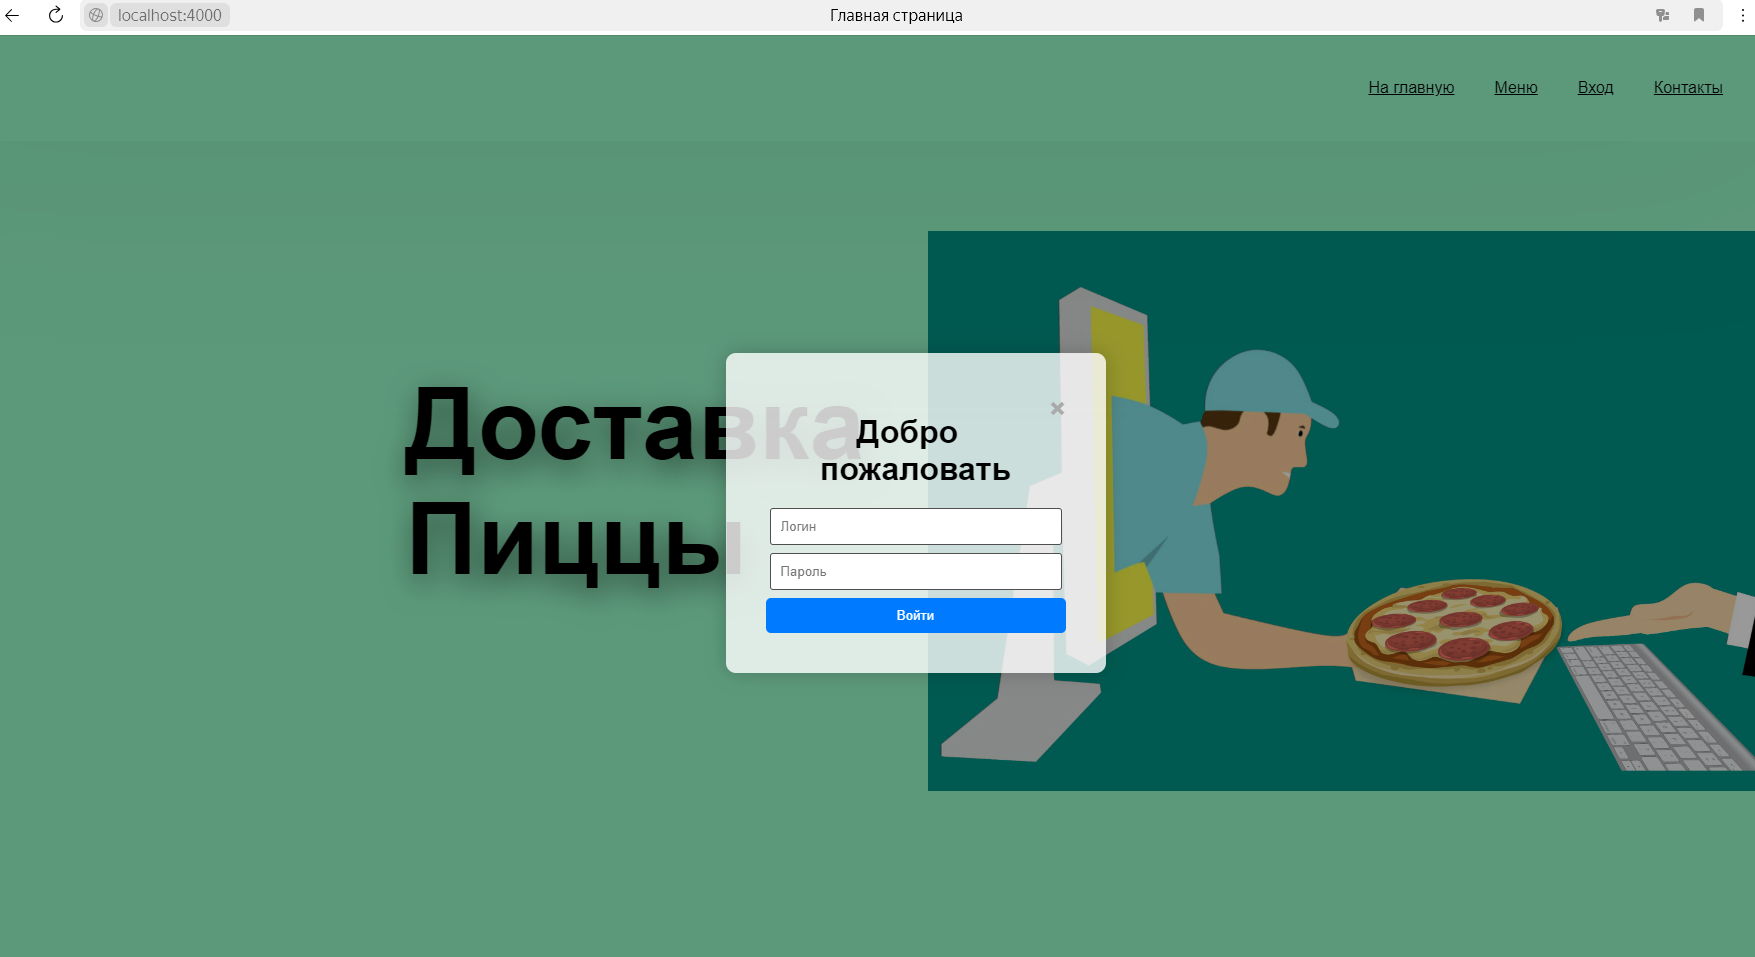 localhost:4000
Главная страница
На главную Меню Вход Контакты
Доставка
Пиццы
Добро
пожаловать
Логин
Пароль
Войти